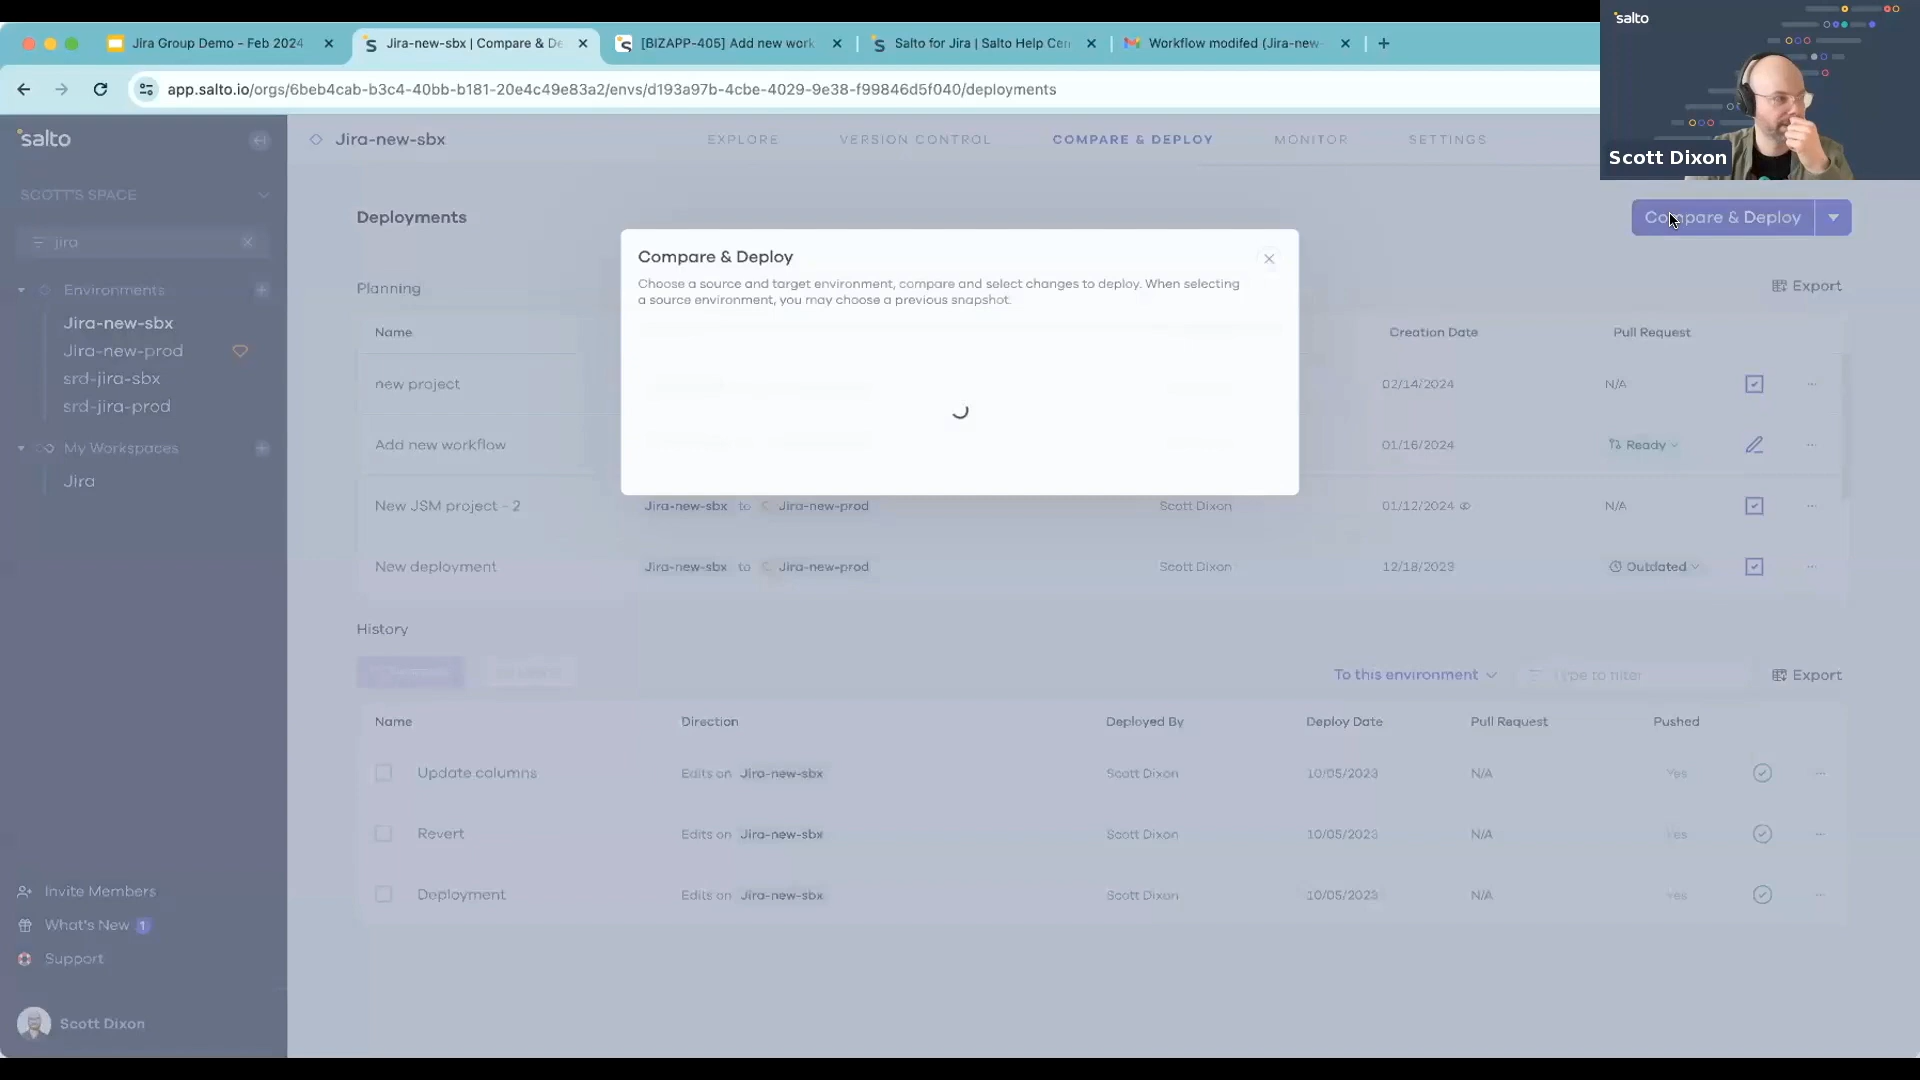 Jira Group Demo - Feb 2024
Jira-new-sbx | Compare & De
[BIZAPP-405] Add new work
Salto for Jira | Salto Help Cen
Workflow modifed (Jira-new-
app.salto.io/orgs/6beb4cab-b3c4-40bb-b181-20e4c49e83a2/envs/d193a97b-4cbe-4029-9e38-f99846d5f040/deployments
salto
Scott Dixon
salto
Jira-new-sbx
EXPLORE
VERSION CONTROL
COMPARE & DEPLOY
MONITOR
SETTINGS
SCOTT'S SPACE
jira
Environments
Jira-new-sbx
Jira-new-prod
srd-jira-sbx
srd-jira-prod
My Workspaces
Jira
Invite Members
What's New 1
Support
Scott Dixon
Deployments
Compare & Deploy
Compare & Deploy
Choose a source and target environment, compare and select changes to deploy. When selecting
a source environment, you may choose a previous snapshot.
Planning
Export
Name
Creation Date
Pull Request
new project
02/14/2024
N/A
Add new workflow
01/16/2024
Ready
New JSM project - 2
Jira-new-sbx to Jira-new-prod
Scott Dixon
01/12/2024
N/A
New deployment
Jira-new-sbx to Jira-new-prod
Scott Dixon
12/18/2023
Outdated
History
To this environment
Type to filter
Export
Name
Direction
Deployed By
Deploy Date
Pull Request
Pushed
Update columns
Edits on Jira-new-sbx
Scott Dixon
10/05/2023
N/A
Yes
Revert
Edits on Jira-new-sbx
Scott Dixon
10/05/2023
N/A
Yes
Deployment
Edits on Jira-new-sbx
Scott Dixon
10/05/2023
N/A
Yes